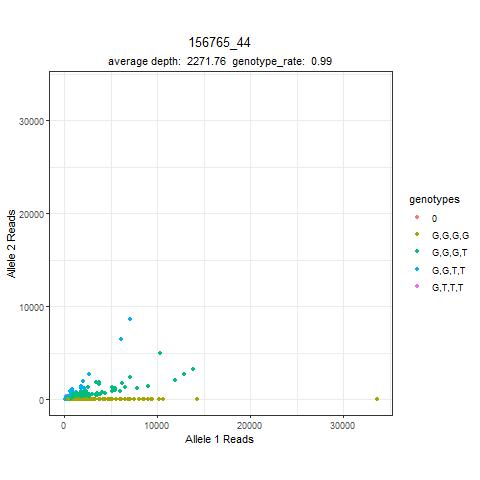 156765_44
average depth:  2271.76  genotype_rate:  0.99
30000
20000
10000
0
0
10000
20000
30000
Allele 1 Reads
Allele 2 Reads
genotypes
0
G,G,G,G
G,G,G,T
G,G,T,T
G,T,T,T